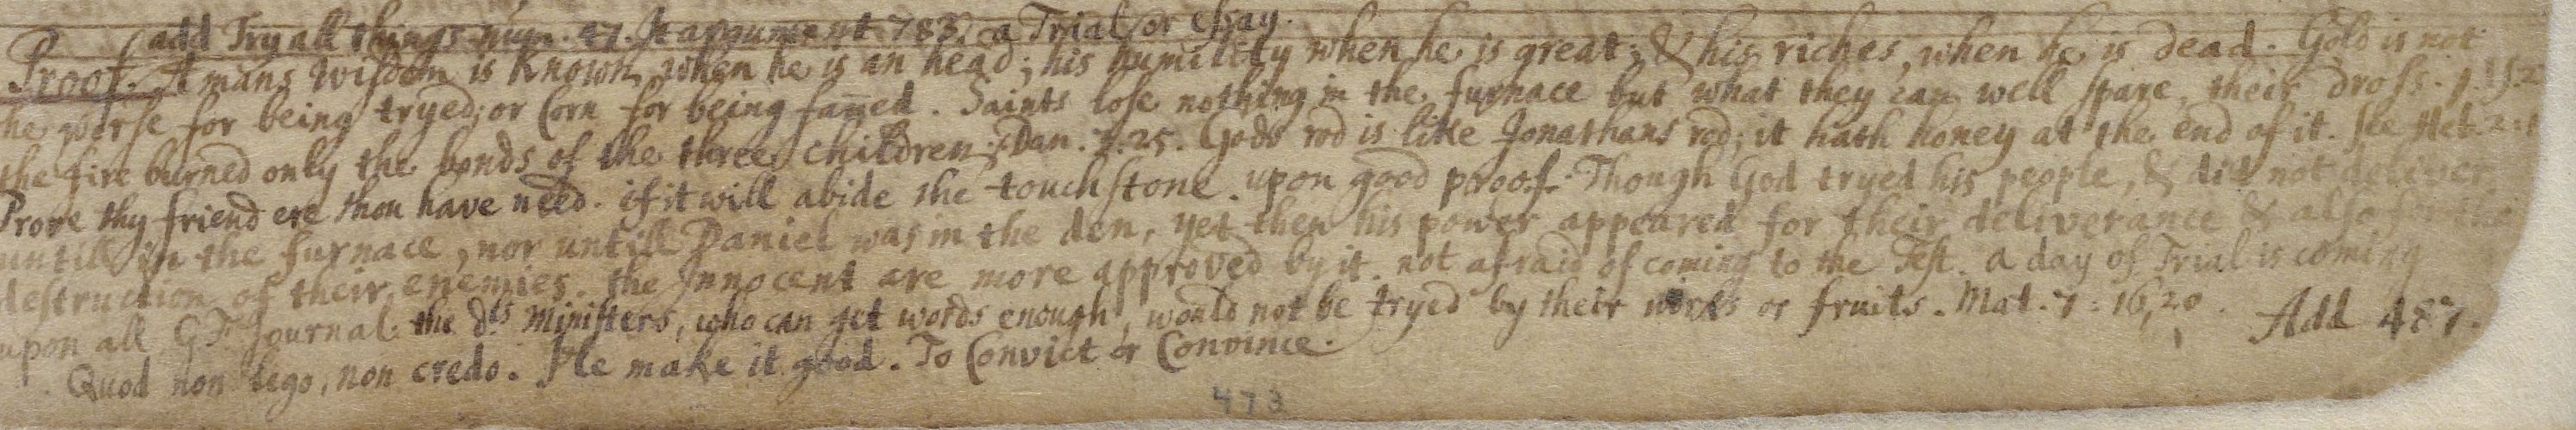 add Try all things num. 47. It argument 783. a Trial or Essay.
Proof. A mans Wisdom is known, when he is an head; his humility when he is great; & his riches, when he is dead. Gold is not
the worse for being tryed; or Corn for being fañed. Saints lose nothing in the furnace but what they can well spare, their dross.
the fire burned only the bonds of the three children. Dan. 3.25. Gods rod is like Jonathans rod; it hath honey at the end of it. see
Prove thy friend ere thou have need. if it will abide the touchstone. upon good proof. Though God tryed his people, & did not deliver
untill in the furnace, nor untill Daniel was in the den, yet then his power appeared for their deliverance & also for the
destruction of their enemies. the Innocent are more approved by it. not afraid of coming to the Test. a day of Trial is coming
upon all G F Journal. the dls Ministers, who can get words enough, would not be tryed by their works or fruits. Mat. 7: 16,20.
Quod non lego, non credo. I'le make it good. To Convict or Convince. Add 487.
473